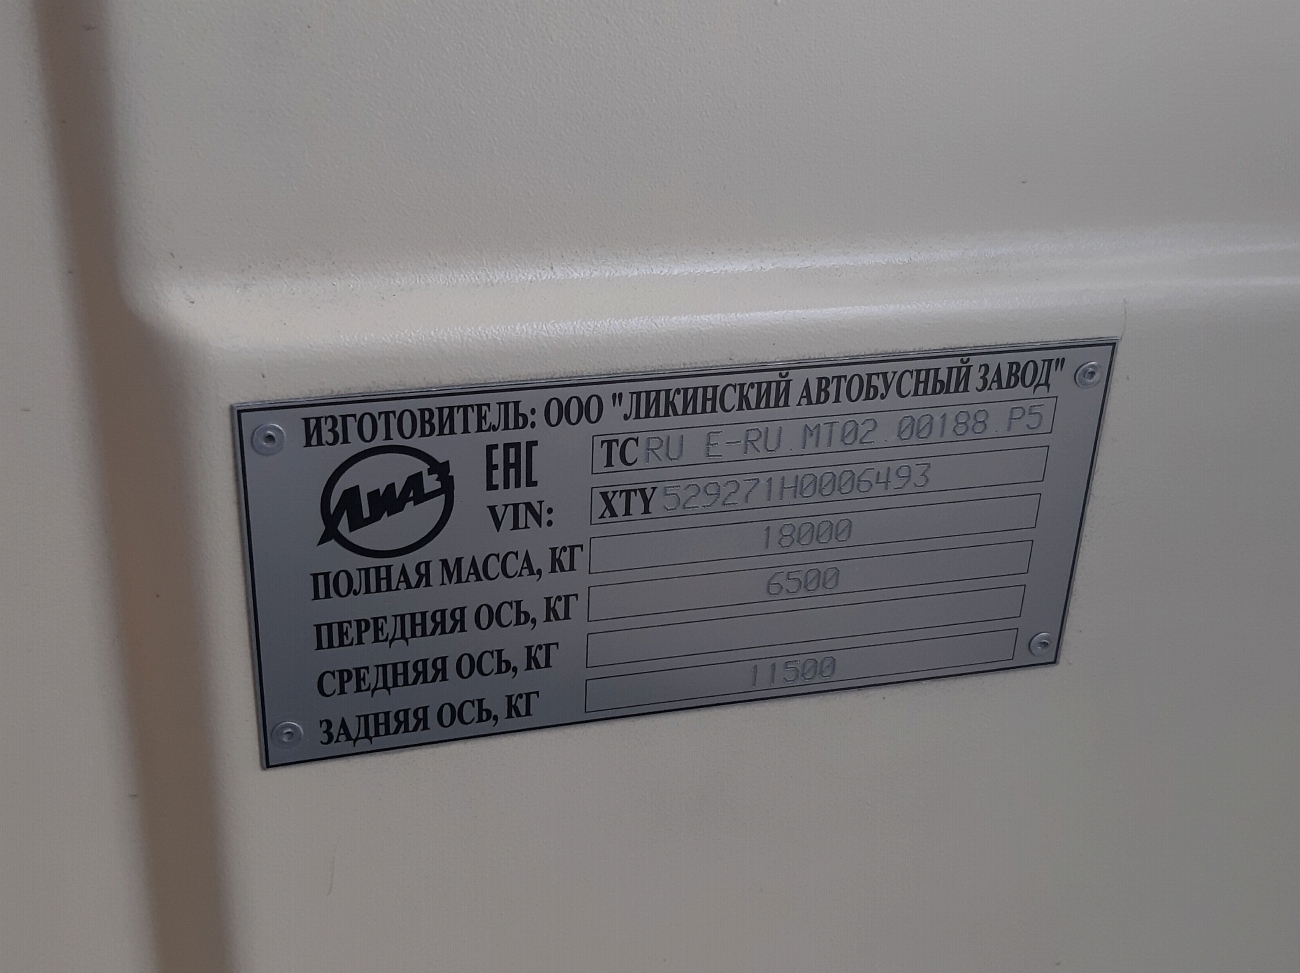 ИЗГОТОВИТЕЛЬ: ООО "ЛИКИНСКИЙ АВТОБУСНЫЙ ЗАВОД"
ЛиАЗ EAC TC RU E-RU.MT02.00188.P5
VIN: XTY529271H0006493
ПОЛНАЯ МАССА, КГ 18000
ПЕРЕДНЯЯ ОСЬ, КГ 6500
СРЕДНЯЯ ОСЬ, КГ
ЗАДНЯЯ ОСЬ, КГ 11500